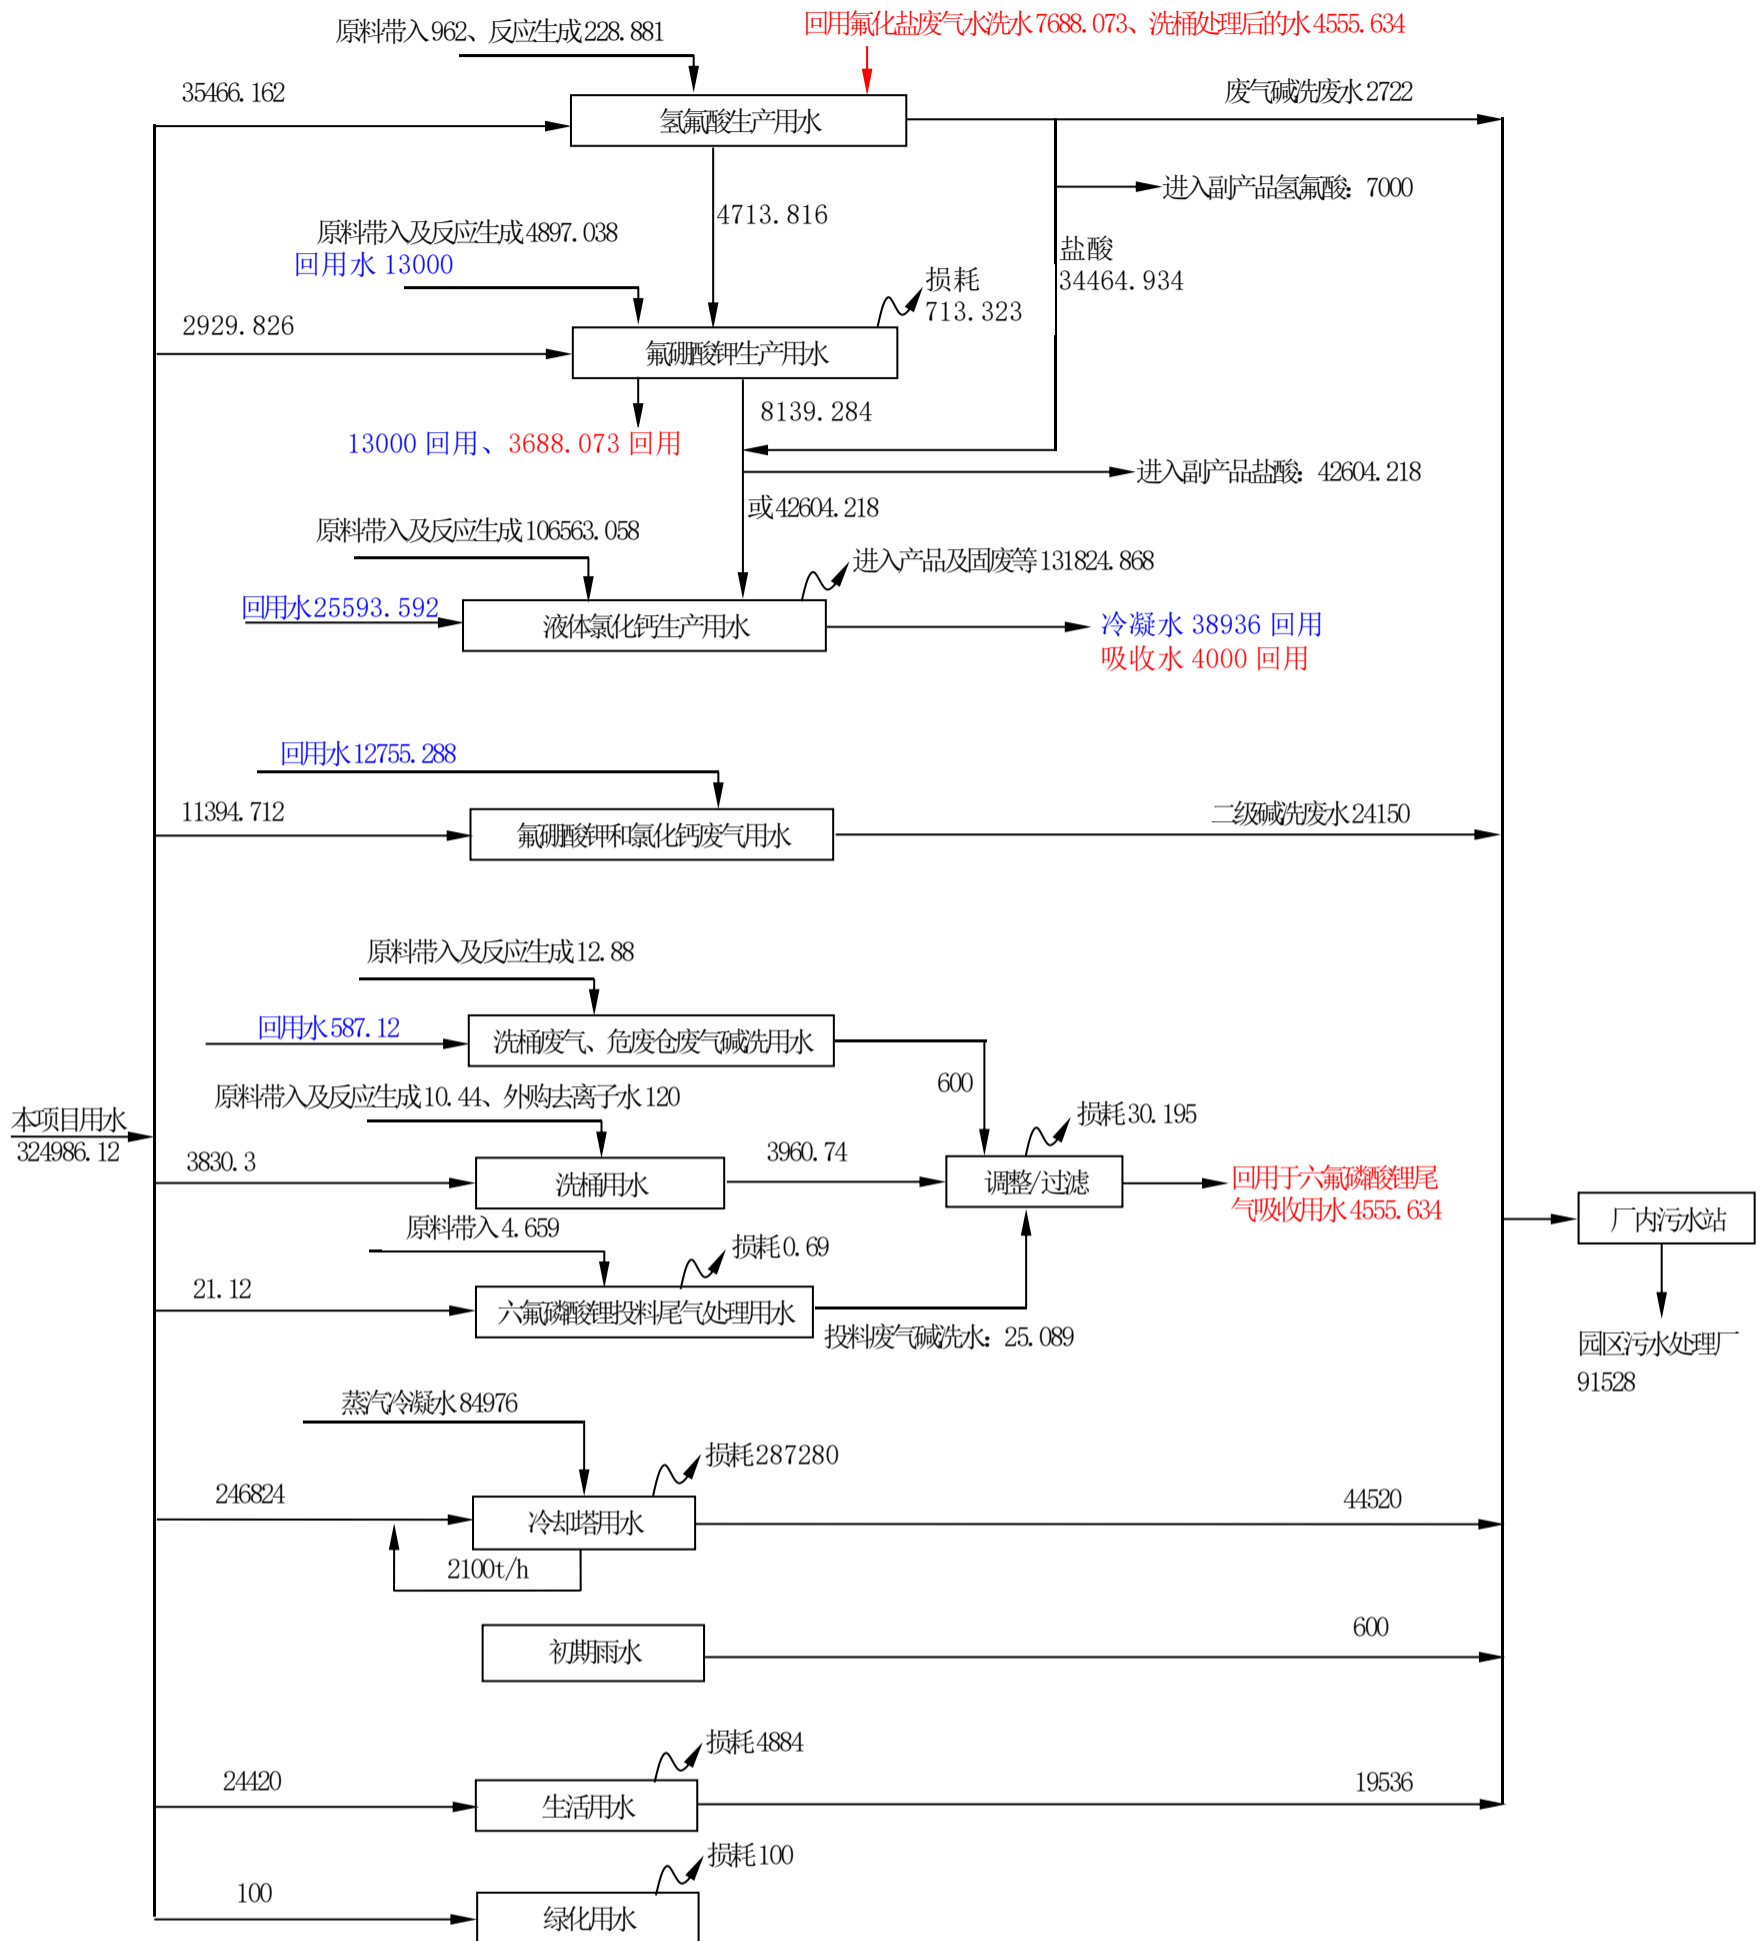 原料带入962、反应生成228.881
回用氟化盐废气水洗水7688.073、洗桶处理后的水4555.634
35466.162
氢氟酸生产用水
废气碱洗废水2722
进入副产品氢氟酸：7000
4713.816
原料带入及反应生成4897.038
回用水 13000
盐酸
34464.934
损耗
713.323
2929.826
氟硼酸钾生产用水
8139.284
13000 回用、3688.073 回用
进入副产品盐酸：42604.218
或42604.218
原料带入及反应生成106563.058
进入产品及固废等131824.868
回用水25593.592
液体氯化钙生产用水
冷凝水 38936 回用
吸收水 4000 回用
回用水12755.288
11394.712
氟硼酸钾和氯化钙废气用水
二级碱洗废水24150
原料带入及反应生成12.88
回用水587.12
洗桶废气、危废仓废气碱洗用水
600
原料带入及反应生成10.44、外购去离子水120
损耗30.195
本项目用水
324986.12
3830.3
洗桶用水
3960.74
调整/过滤
回用于六氟磷酸锂尾
气吸收用水4555.634
厂内污水站
原料带入4.659
损耗0.69
21.12
六氟磷酸锂投料尾气处理用水
投料废气碱洗水：25.089
园区污水处理厂
91528
蒸汽冷凝水84976
损耗287280
246824
冷却塔用水
44520
2100t/h
初期雨水
600
损耗4884
24420
生活用水
19536
损耗100
100
绿化用水